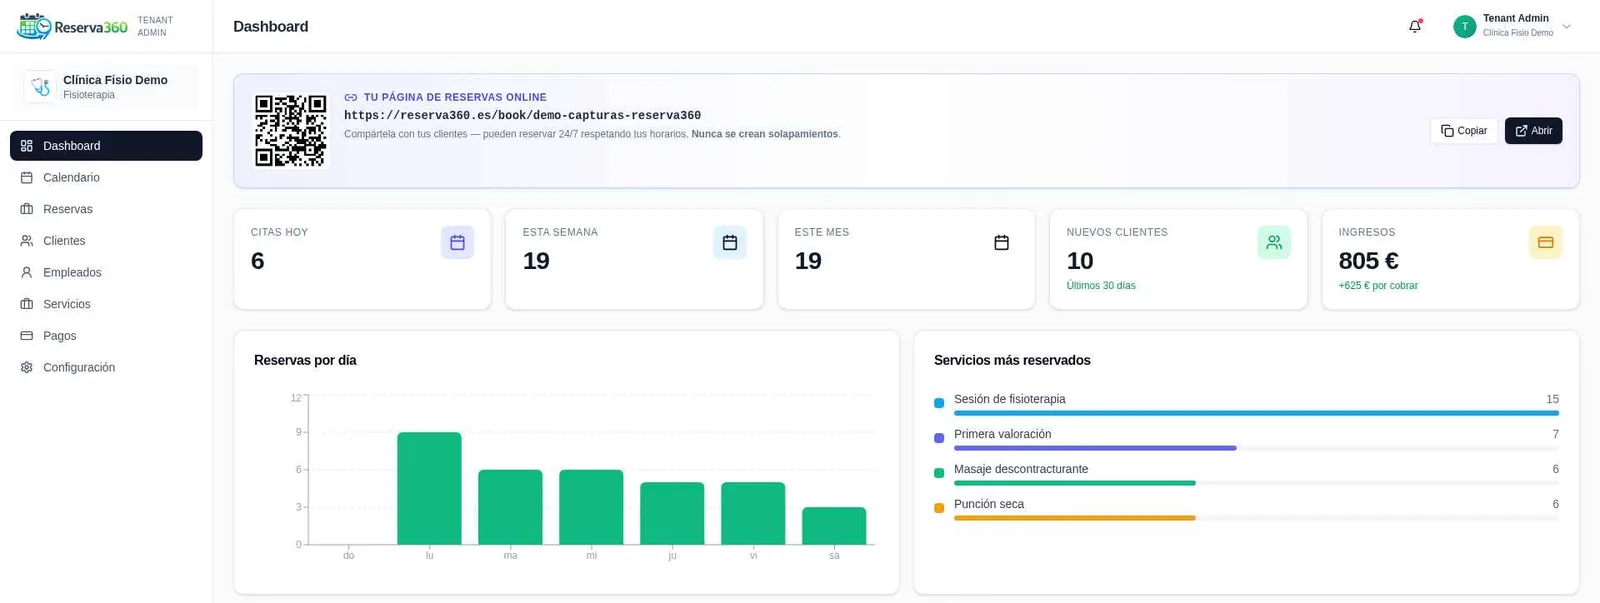 Reserva360
TENANT ADMIN
Clínica Fisio Demo
Fisioterapia
Dashboard
Calendario
Reservas
Clientes
Empleados
Servicios
Pagos
Configuración
Dashboard
T
Tenant Admin
Clínica Fisio Demo
TU PÁGINA DE RESERVAS ONLINE
https://reserva360.es/book/demo-capturas-reserva360
Compártela con tus clientes — pueden reservar 24/7 respetando tus horarios. Nunca se crean solapamientos.
Copiar
Abrir
CITAS HOY
6
ESTA SEMANA
19
ESTE MES
19
NUEVOS CLIENTES
10
Últimos 30 días
INGRESOS
805 €
+625 € por cobrar
Reservas por día
12
9
6
3
0
do lu ma mi ju vi sá
Servicios más reservados
Sesión de fisioterapia 15
Primera valoración 7
Masaje descontracturante 6
Punción seca 6